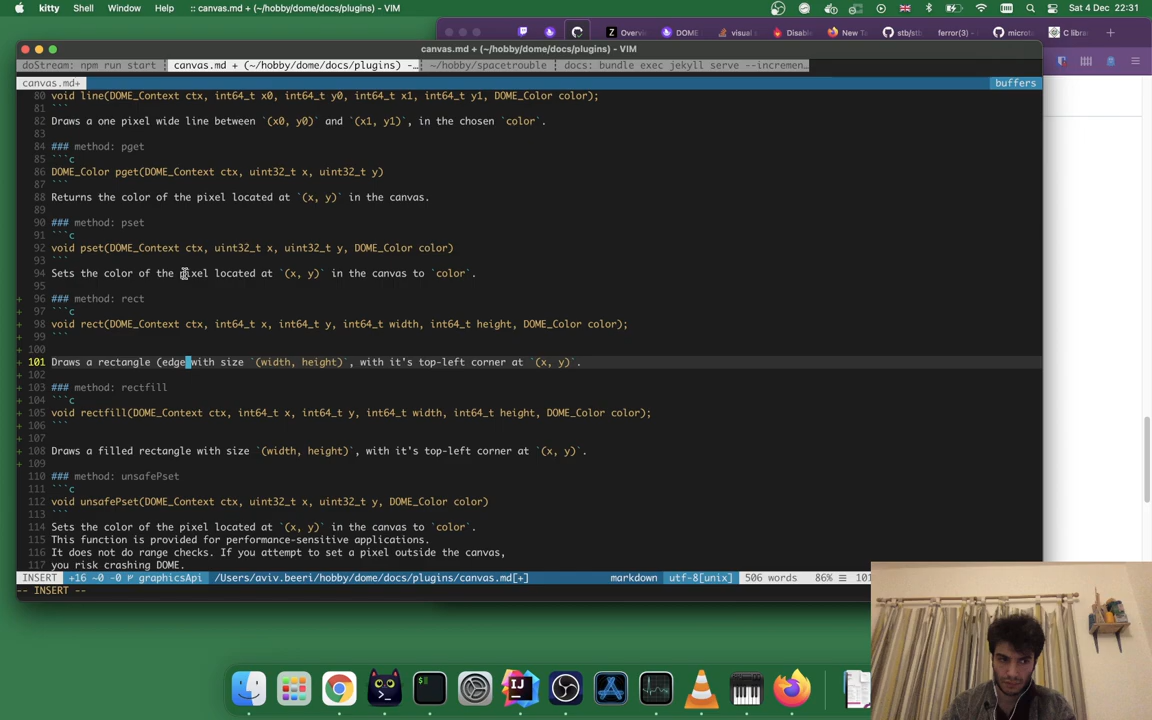 kitty Shell Edit Window Help :: canvas.md + (~/hobby/dome/docs/plugins) - VIM Sat 4 Dec 22:31
Overvi DOME visual Disabl New Ta stb/stb ferror(3) - microt C libra
canvas.md + (~/hobby/dome/docs/plugins) - VIM
doStream: npm run start canvas.md + (~/hobby/dome/docs/plugins) -… ~/hobby/spacetrouble docs: bundle exec jekyll serve --incremen…
canvas.md+ buffers
80 void line(DOME_Context ctx, int64_t x0, int64_t y0, int64_t x1, int64_t y1, DOME_Color color);
81 ```
82 Draws a one pixel wide line between `(x0, y0)` and `(x1, y1)`, in the chosen `color`.
83
84 ### method: pget
85 ```c
86 DOME_Color pget(DOME_Context ctx, uint32_t x, uint32_t y)
87 ```
88 Returns the color of the pixel located at `(x, y)` in the canvas.
89
90 ### method: pset
91 ```c
92 void pset(DOME_Context ctx, uint32_t x, uint32_t y, DOME_Color color)
93 ```
94 Sets the color of the pixel located at `(x, y)` in the canvas to `color`.
95
+ 96 ### method: rect
+ 97 ```c
+ 98 void rect(DOME_Context ctx, int64_t x, int64_t y, int64_t width, int64_t height, DOME_Color color);
+ 99 ```
+ 100
+ 101 Draws a rectangle (edge with size `(width, height)`, with it's top-left corner at `(x, y)`.
+ 102
+ 103 ### method: rectfill
+ 104 ```c
+ 105 void rectfill(DOME_Context ctx, int64_t x, int64_t y, int64_t width, int64_t height, DOME_Color color);
+ 106 ```
+ 107
+ 108 Draws a filled rectangle with size `(width, height)`, with it's top-left corner at `(x, y)`.
+ 109
110 ### method: unsafePset
111 ```c
112 void unsafePset(DOME_Context ctx, uint32_t x, uint32_t y, DOME_Color color)
113 ```
114 Sets the color of the pixel located at `(x, y)` in the canvas to `color`.
115 This function is provided for performance-sensitive applications.
116 It does not do range checks. If you attempt to set a pixel outside the canvas,
117 you risk crashing DOME.
INSERT +16 ~0 -0 graphicsApi /Users/aviv.beeri/hobby/dome/docs/plugins/canvas.md[+] markdown utf-8[unix] 506 words 86% 101
-- INSERT --